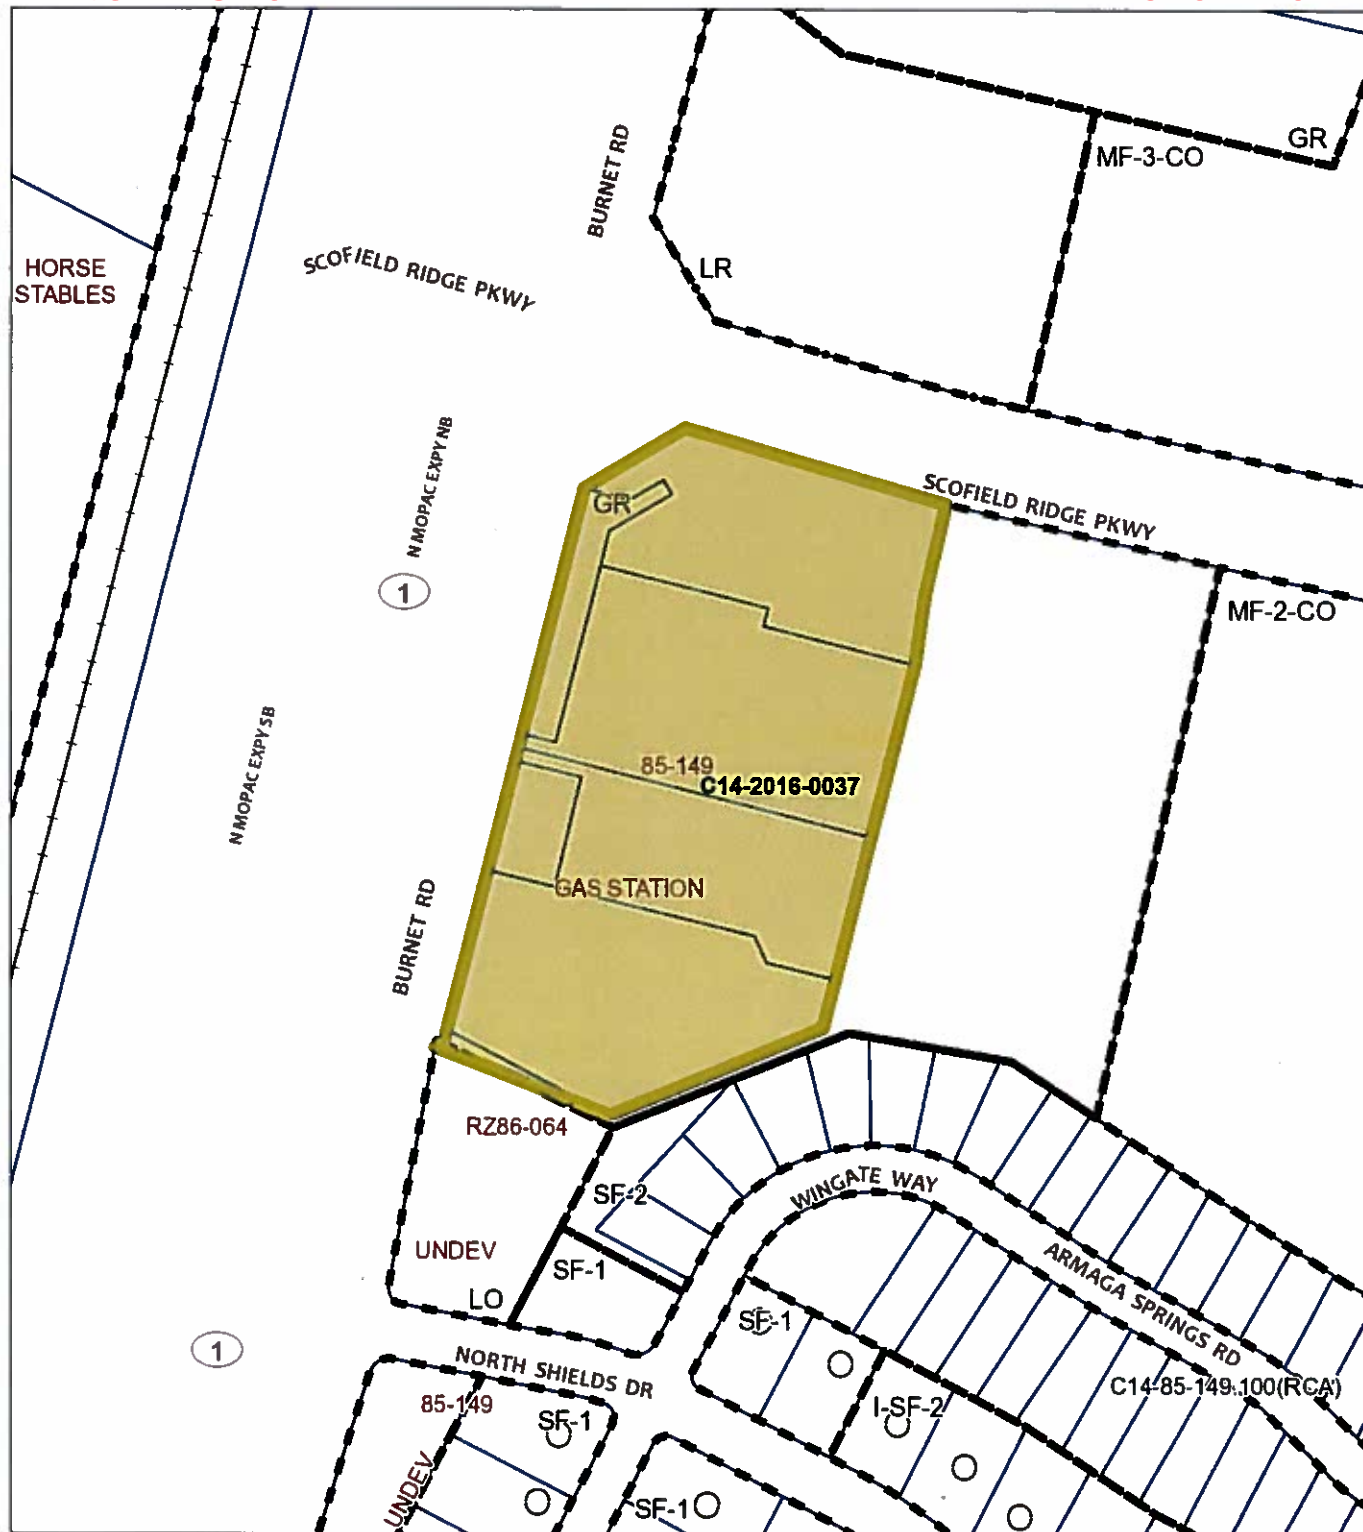 BURNET RD
GR
MF-3-CO
LR
HORSE
STABLES
SCOFIELD RIDGE PKWY
N MOPAC EXPY NB
SCOFIELD RIDGE PKWY
GR
1
MF-2-CO
N MOPAC EXPY SB
85-149
C14-2016-0037
GAS STATION
BURNET RD
RZ86-064
WINGATE WAY
SF-2
UNDEV
SF-1
ARMAGA SPRINGS RD
LO
SF-1
1
NORTH SHIELDS DR
C14-85-149.100(RCA)
85-149
SF-1
I-SF-2
UNDEV
SF-1